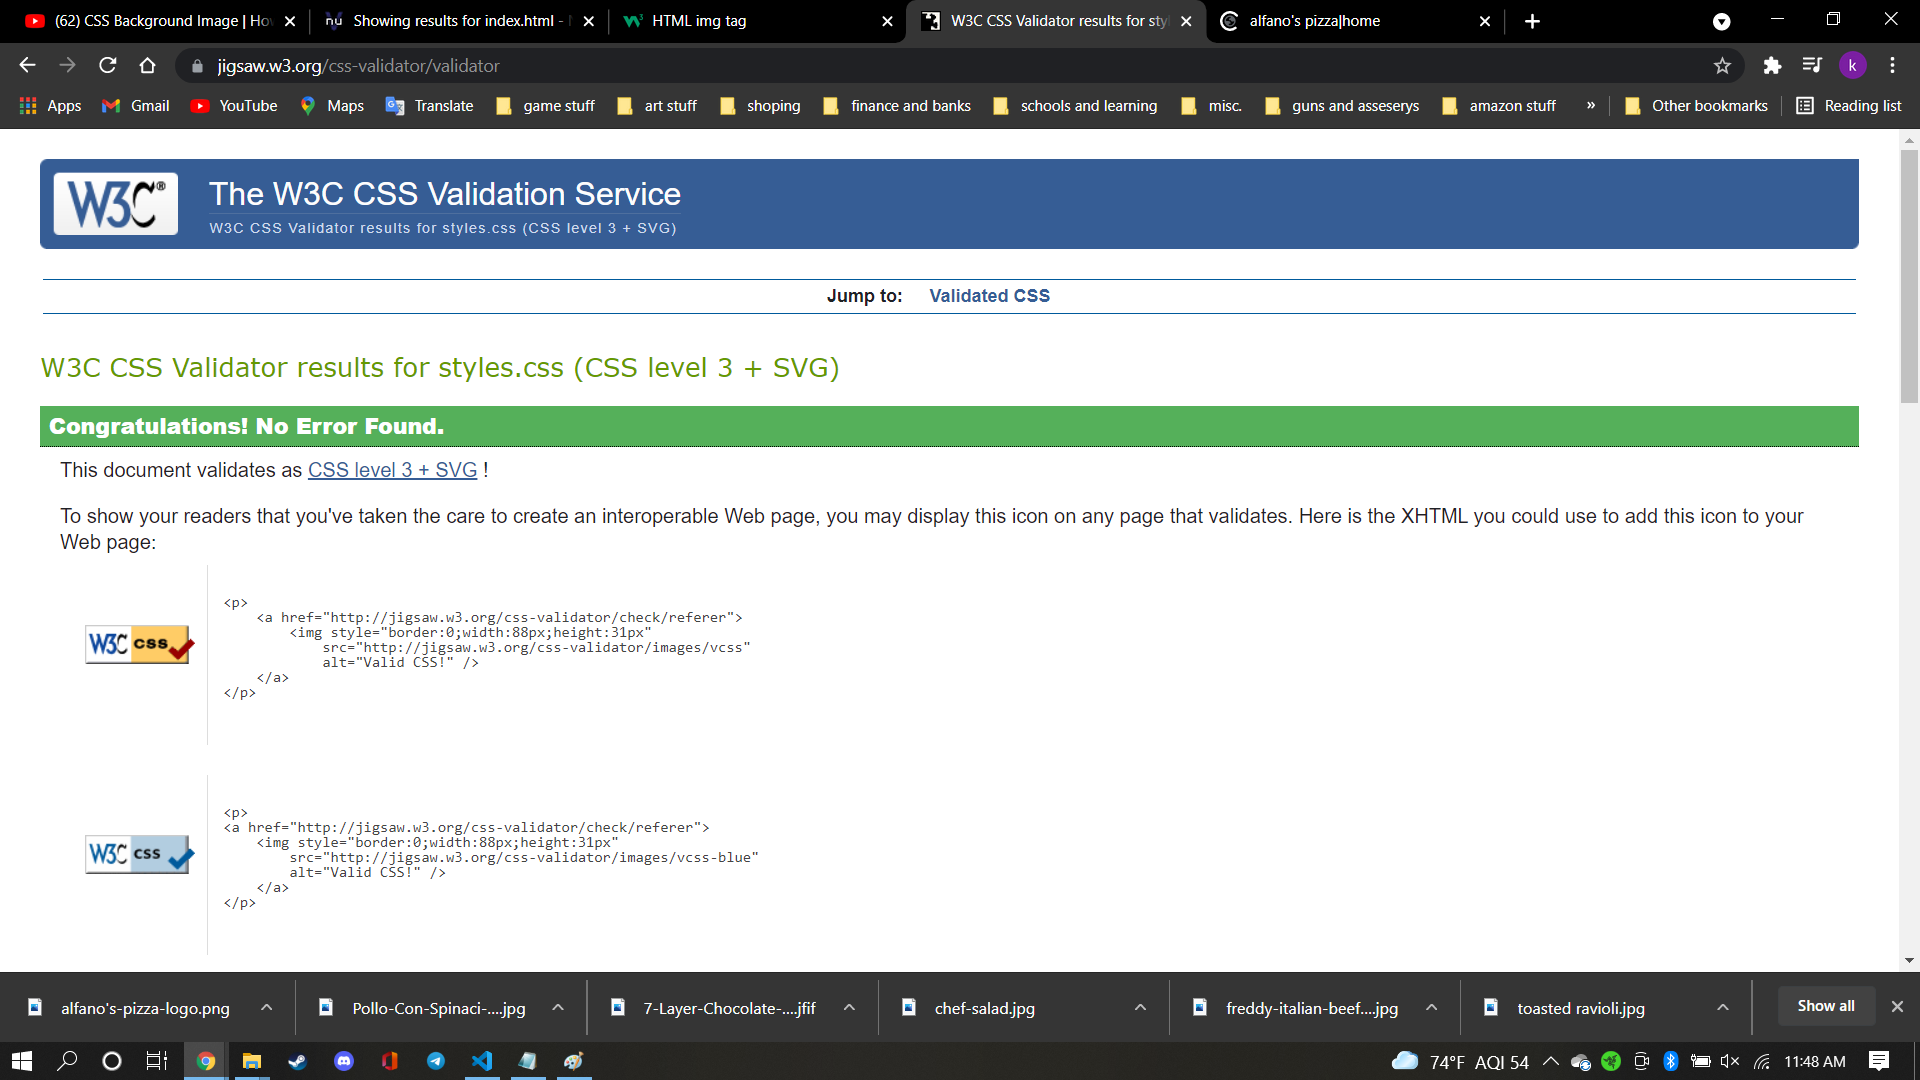 (62) CSS Background Image | Ho
Showing results for index.html -
HTML img tag
W3C CSS Validator results for sty
alfano's pizza|home
jigsaw.w3.org/css-validator/validator
k
Apps
Gmail
YouTube
Maps
Translate
game stuff
art stuff
shoping
finance and banks
schools and learning
misc.
guns and asseserys
amazon stuff
»
Other bookmarks
Reading list
W3C®
The W3C CSS Validation Service
W3C CSS Validator results for styles.css (CSS level 3 + SVG)
Jump to: Validated CSS
W3C CSS Validator results for styles.css (CSS level 3 + SVG)
Congratulations! No Error Found.
This document validates as CSS level 3 + SVG !
To show your readers that you've taken the care to create an interoperable Web page, you may display this icon on any page that validates. Here is the XHTML you could use to add this icon to your
Web page:
W3C css
<p>
<a href="http://jigsaw.w3.org/css-validator/check/referer">
<img style="border:0;width:88px;height:31px"
src="http://jigsaw.w3.org/css-validator/images/vcss"
alt="Valid CSS!" />
</a>
</p>
W3C css
<p>
<a href="http://jigsaw.w3.org/css-validator/check/referer">
<img style="border:0;width:88px;height:31px"
src="http://jigsaw.w3.org/css-validator/images/vcss-blue"
alt="Valid CSS!" />
</a>
</p>
alfano's-pizza-logo.png
Pollo-Con-Spinaci-....jpg
7-Layer-Chocolate-....jfif
chef-salad.jpg
freddy-italian-beef....jpg
toasted ravioli.jpg
Show all
74°F AQI 54
11:48 AM